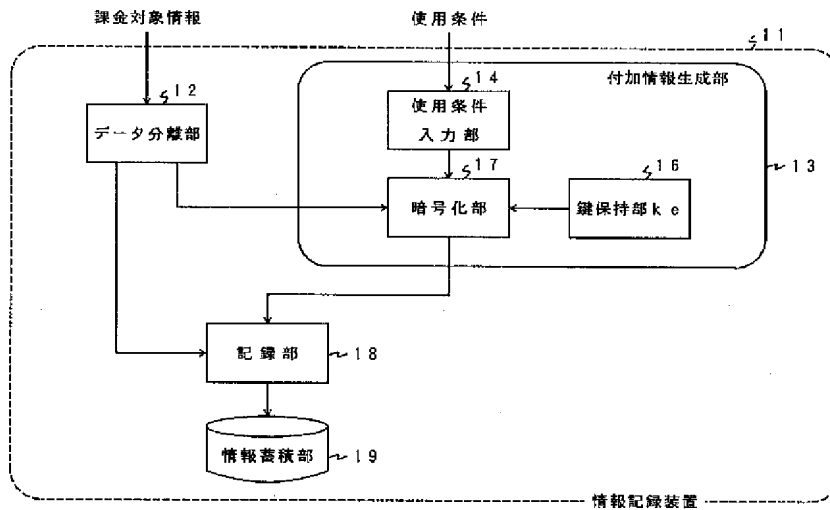 課金対象情報
使用条件
11
付加情報生成部
12
データ分離部
14
使用条件
入力部
13
17
暗号化部
16
鍵保持部ke
記録部
18
情報蓄積部
19
情報記録装置